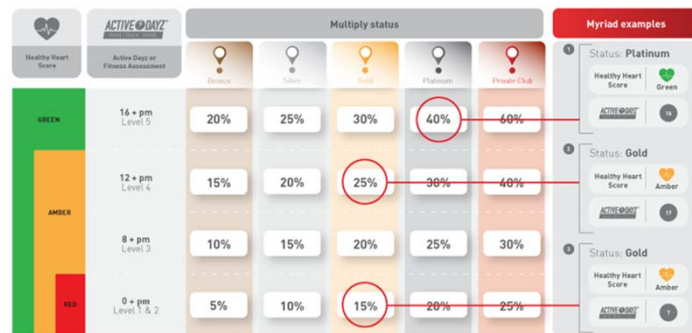 ACTIVE DAYZ
Multiply status
Myriad examples
Healthy Heart
Score
Active Days or
Fitness Assessment
Bronze
Silver
Gold
Platinum
Private Club
GREEN
16 + pm
Level 5
20%
25%
30%
40%
60%
AMBER
12 + pm
Level 4
15%
20%
25%
30%
40%
8 + pm
Level 3
10%
15%
20%
25%
30%
RED
0 + pm
Level 1 & 2
5%
10%
15%
20%
25%
1
Status: Platinum
Healthy Heart
Score
Green
ACTIVE DAYZ
16
2
Status: Gold
Healthy Heart
Score
Amber
ACTIVE DAYZ
3
Status: Gold
Healthy Heart
Score
Amber
ACTIVE DAYZ